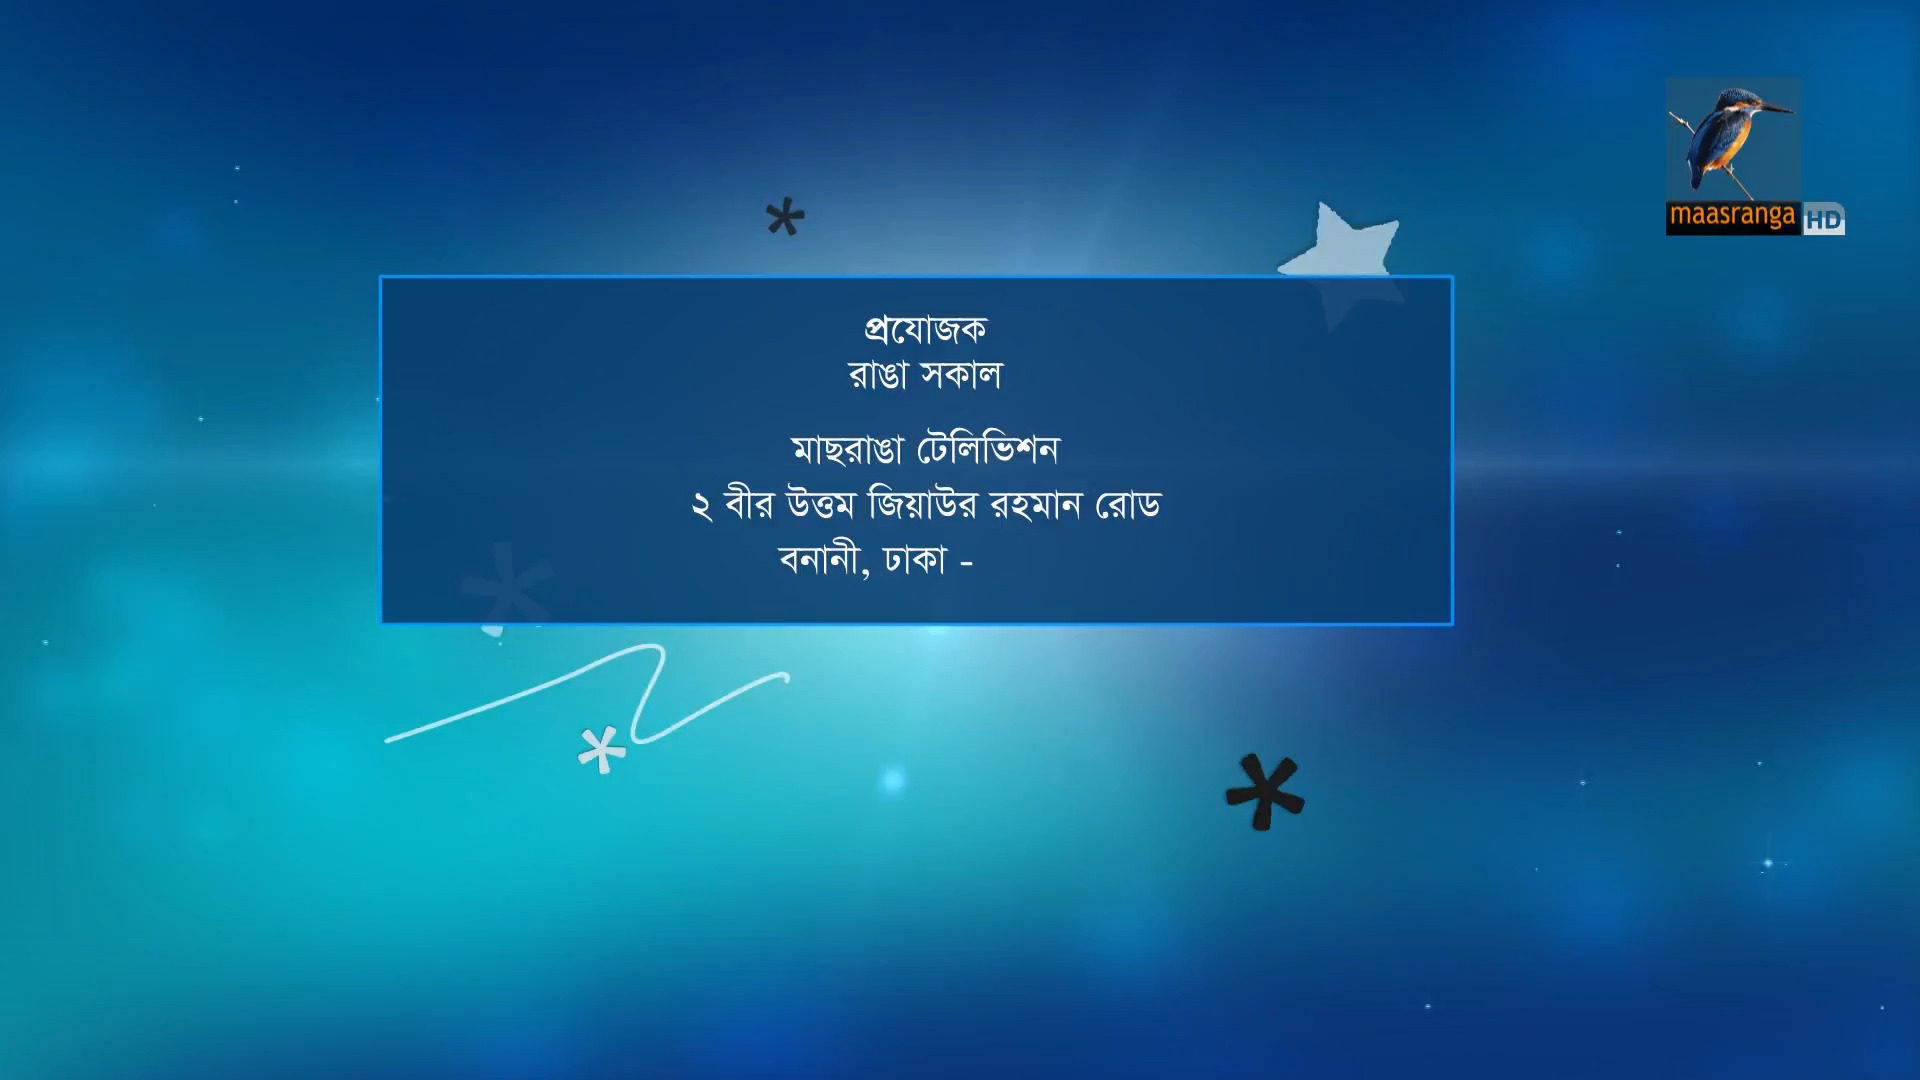 maasranga HD
প্রযোজক
রাঙা সকাল
মাছরাঙা টেলিভিশন
২ বীর উত্তম জিয়াউর রহমান রোড
বনানী, ঢাকা -